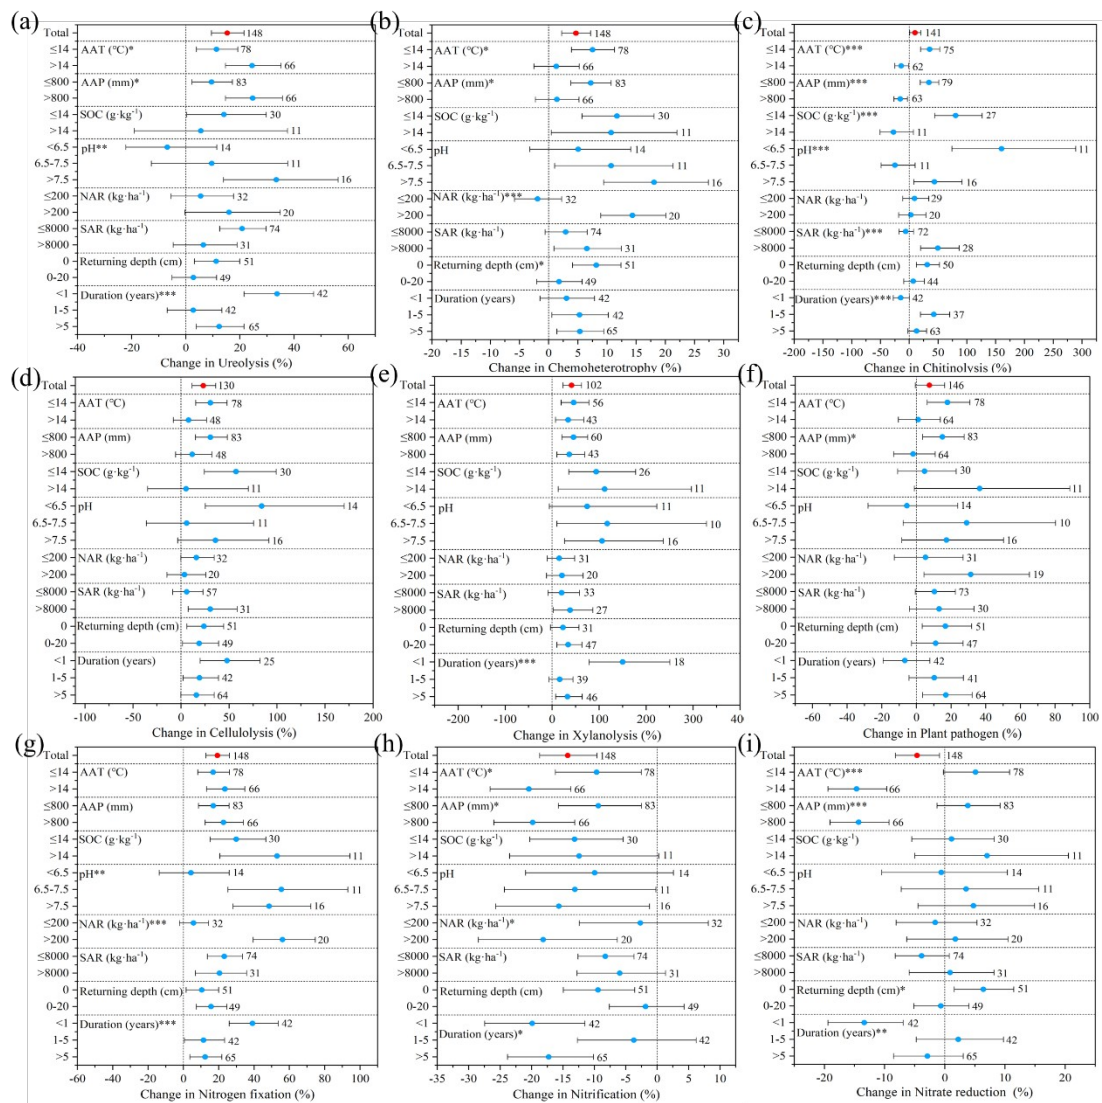 (a)
Total 148
≤14 AAT (℃)* 78
>14 66
≤800 AAP (mm)* 83
>800 66
≤14 SOC (g·kg⁻¹) 30
>14 11
<6.5 pH** 14
6.5-7.5 11
>7.5 16
≤200 NAR (kg·ha⁻¹) 32
>200 20
≤8000 SAR (kg·ha⁻¹) 74
>8000 31
0 Returning depth (cm) 51
0-20 49
<1 Duration (years)*** 42
1-5 42
>5 65
-40 -20 0 20 40 60
Change in Ureolysis (%)
(b)
Total 148
≤14 AAT (℃)* 78
>14 66
≤800 AAP (mm)* 83
>800 66
≤14 SOC (g·kg⁻¹) 30
>14 11
<6.5 pH 14
6.5-7.5 11
>7.5 16
≤200 NAR (kg·ha⁻¹)*** 32
>200 20
≤8000 SAR (kg·ha⁻¹) 74
>8000 31
0 Returning depth (cm)* 51
0-20 49
<1 Duration (years) 42
1-5 42
>5 65
-20 -15 -10 -5 0 5 10 15 20 25 30
Change in Chemoheterotrophy (%)
(c)
Total 141
≤14 AAT (℃)*** 75
>14 62
≤800 AAP (mm)*** 79
>800 63
≤14 SOC (g·kg⁻¹)*** 27
>14 11
<6.5 pH*** 11
6.5-7.5 11
>7.5 16
≤200 NAR (kg·ha⁻¹) 29
>200 20
≤8000 SAR (kg·ha⁻¹)*** 72
>8000 28
0 Returning depth (cm) 50
0-20 44
<1 Duration (years)*** 42
1-5 37
>5 63
-200 -150 -100 -50 0 50 100 150 200 250 300
Change in Chitinolysis (%)
(d)
Total 130
≤14 AAT (℃) 78
>14 48
≤800 AAP (mm) 83
>800 48
≤14 SOC (g·kg⁻¹) 30
>14 11
<6.5 pH 14
6.5-7.5 11
>7.5 16
≤200 NAR (kg·ha⁻¹) 32
>200 20
≤8000 SAR (kg·ha⁻¹) 57
>8000 31
0 Returning depth (cm) 51
0-20 49
<1 Duration (years) 25
1-5 42
>5 64
-100 -50 0 50 100 150 200
Change in Cellulolysis (%)
(e)
Total 102
≤14 AAT (℃) 56
>14 43
≤800 AAP (mm) 60
>800 43
≤14 SOC (g·kg⁻¹) 26
>14 11
<6.5 pH 11
6.5-7.5 10
>7.5 16
≤200 NAR (kg·ha⁻¹) 31
>200 20
≤8000 SAR (kg·ha⁻¹) 33
>8000 27
0 Returning depth (cm) 31
0-20 47
<1 Duration (years)*** 18
1-5 39
>5 46
-200 -100 0 100 200 300 40
Change in Xylanolysis (%)
(f)
Total 146
≤14 AAT (℃) 78
>14 64
≤800 AAP (mm)* 83
>800 64
≤14 SOC (g·kg⁻¹) 30
>14 11
<6.5 pH 14
6.5-7.5 10
>7.5 16
≤200 NAR (kg·ha⁻¹) 31
>200 19
≤8000 SAR (kg·ha⁻¹) 73
>8000 30
0 Returning depth (cm) 51
0-20 47
<1 Duration (years) 42
1-5 41
>5 64
-60 -40 -20 0 20 40 60 80 100
Change in Plant pathogen (%)
(g)
Total 148
≤14 AAT (℃) 78
>14 66
≤800 AAP (mm) 83
>800 66
≤14 SOC (g·kg⁻¹) 30
>14 11
<6.5 pH** 14
6.5-7.5 11
>7.5 16
≤200 NAR (kg·ha⁻¹)*** 32
>200 20
≤8000 SAR (kg·ha⁻¹) 74
>8000 31
0 Returning depth (cm) 51
0-20 49
<1 Duration (years)*** 42
1-5 42
>5 65
-60 -40 -20 0 20 40 60 80 100
Change in Nitrogen fixation (%)
(h)
Total 148
≤14 AAT (℃)* 78
>14 66
≤800 AAP (mm)* 83
>800 66
≤14 SOC (g·kg⁻¹) 30
>14 11
<6.5 pH 14
6.5-7.5 11
>7.5 16
≤200 NAR (kg·ha⁻¹)* 32
>200 20
≤8000 SAR (kg·ha⁻¹) 74
>8000 31
0 Returning depth (cm) 51
0-20 49
<1 42
Duration (years)*
1-5 42
>5 65
-35 -30 -25 -20 -15 -10 -5 0 5 10
Change in Nitrification (%)
(i)
Total 148
≤14 AAT (℃)*** 78
>14 66
≤800 AAP (mm)*** 83
>800 66
≤14 SOC (g·kg⁻¹) 30
>14 11
<6.5 pH 14
6.5-7.5 11
>7.5 16
≤200 NAR (kg·ha⁻¹) 32
>200 20
≤8000 SAR (kg·ha⁻¹) 74
>8000 31
0 Returning depth (cm)* 51
0-20 49
<1 42
Duration (years)**
1-5 42
>5 65
-20 -10 0 10 20
Change in Nitrate reduction (%)